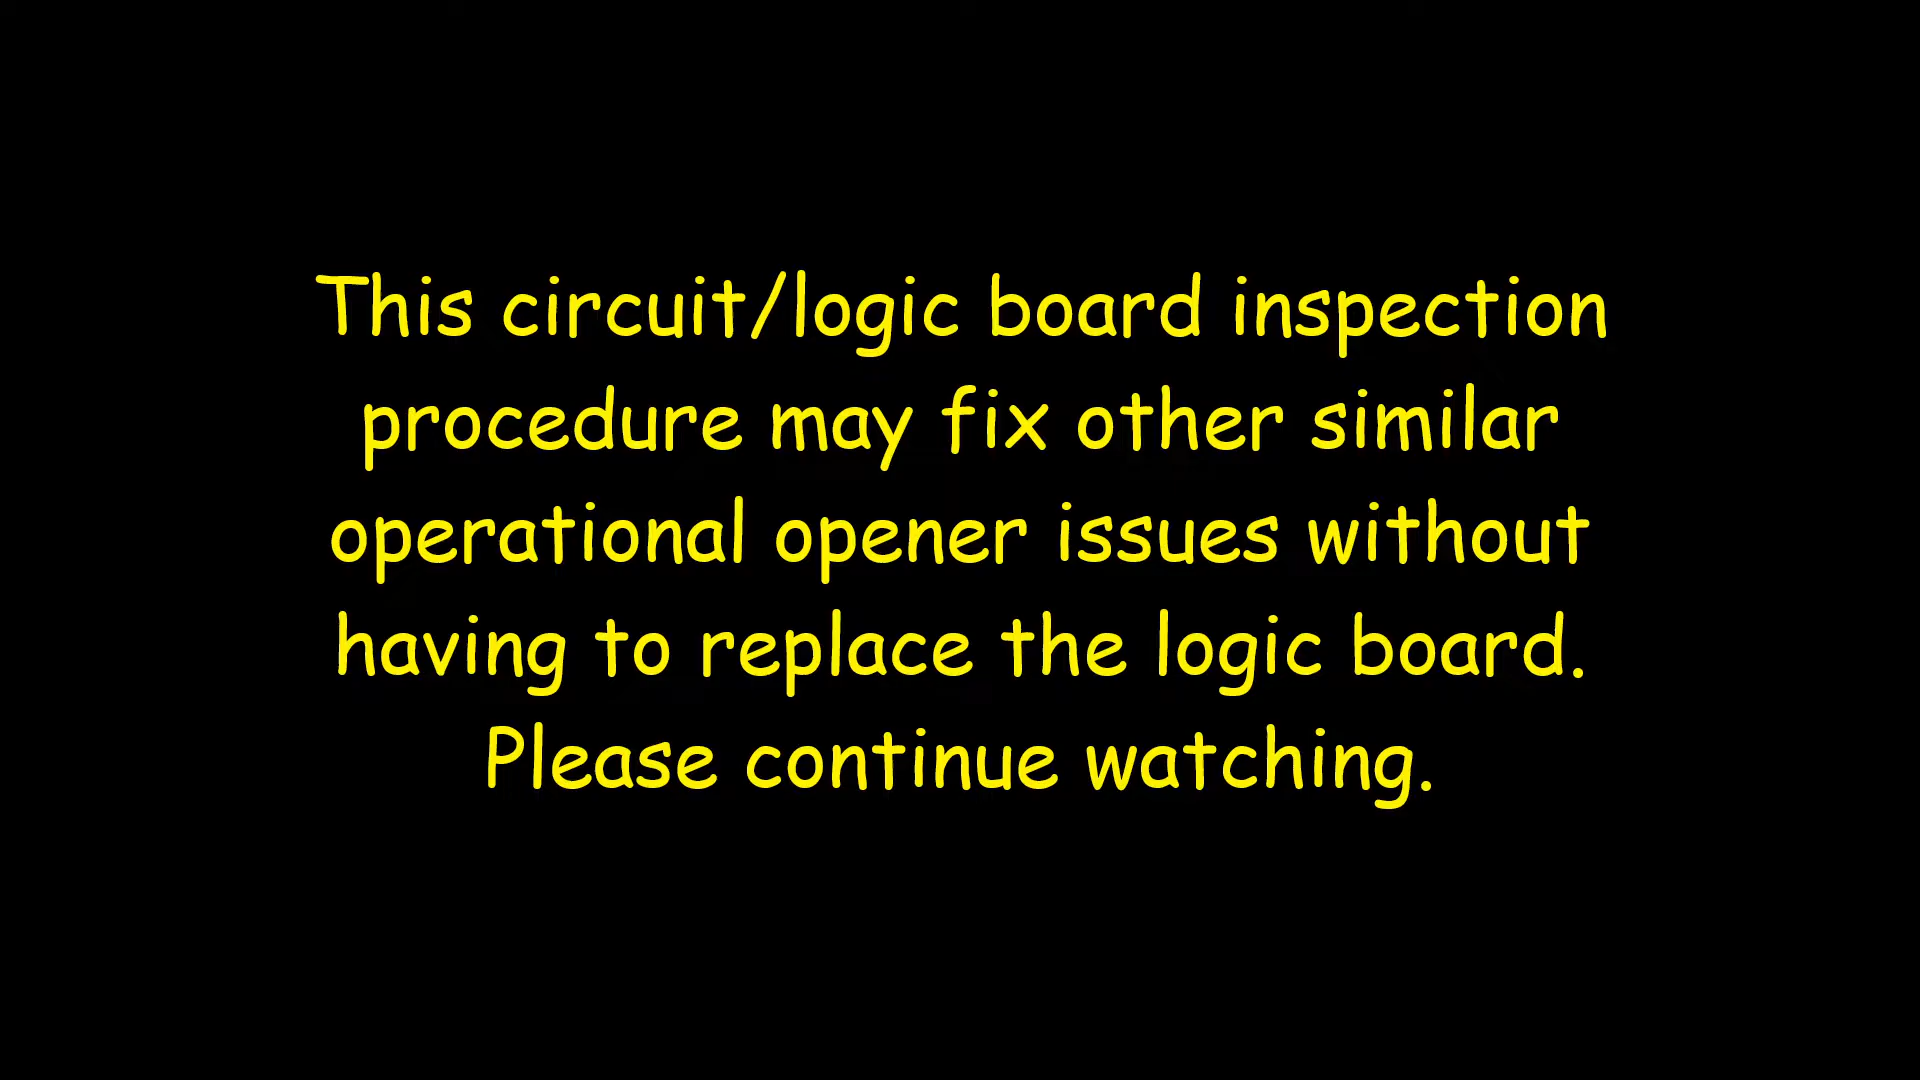 This circuit/logic board inspection
procedure may fix other similar
operational opener issues without
having to replace the logic board.
Please continue watching.